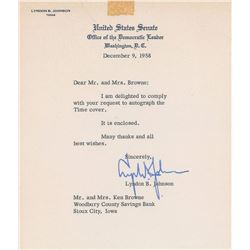 LYNDON B. JOHNSON
TEXAS
United States Senate
Office of the Democratic Leader
Washington, D. C.
December 9, 1958
Dear Mr. and Mrs. Browne:
I am delighted to comply
with your request to autograph the
Time cover.
It is enclosed.
Many thanks and all
best wishes.
Sincerely,
Lyndon B. Johnson
Mr. and Mrs. Ken Browne
Woodbury County Savings Bank
Sioux City, Iowa